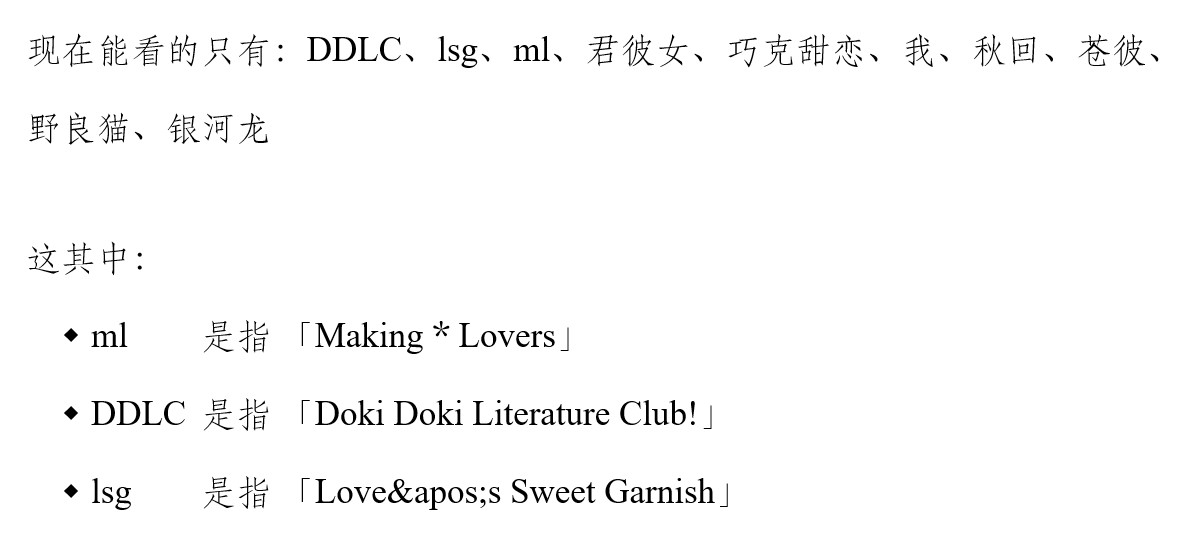 现在能看的只有：DDLC、lsg、ml、君彼女、巧克甜恋、我、秋回、苍彼、
野良猫、银河龙
这其中：
◆ ml 是指「Making * Lovers」
◆ DDLC 是指「Doki Doki Literature Club!」
◆ lsg 是指「Love&apos;s Sweet Garnish」